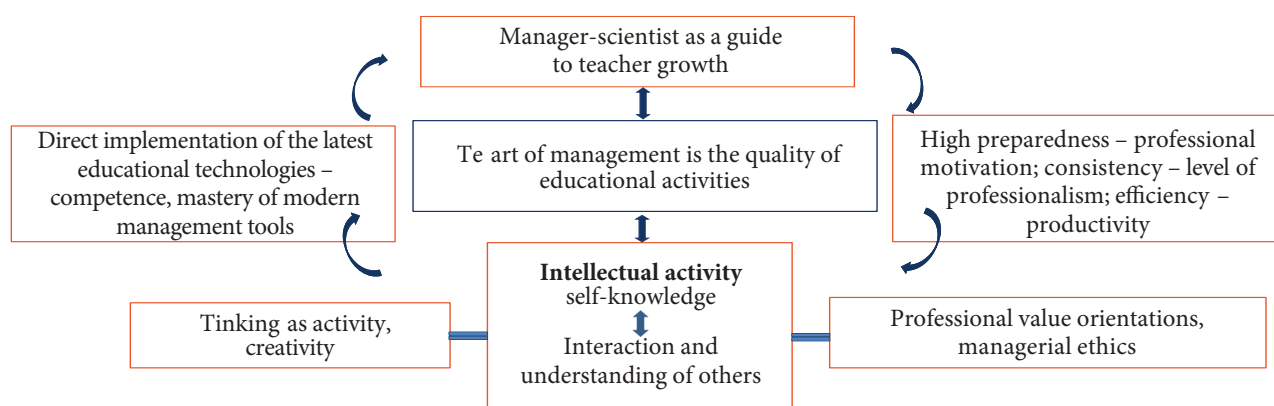 Manager-scientist as a guide
to teacher growth
Direct implementation of the latest
educational technologies –
competence, mastery of modern
management tools
Te art of management is the quality of
educational activities
High preparedness – professional
motivation; consistency – level of
professionalism; efficiency –
productivity
Intellectual activity
self-knowledge
Interaction and
understanding of others
Tinking as activity,
creativity
Professional value orientations,
managerial ethics